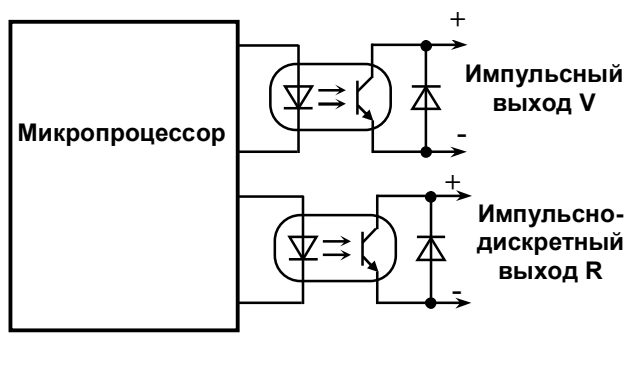 +
Импульсный
выход V
-
Микропроцессор
+
Импульсно-
дискретный
выход R
-